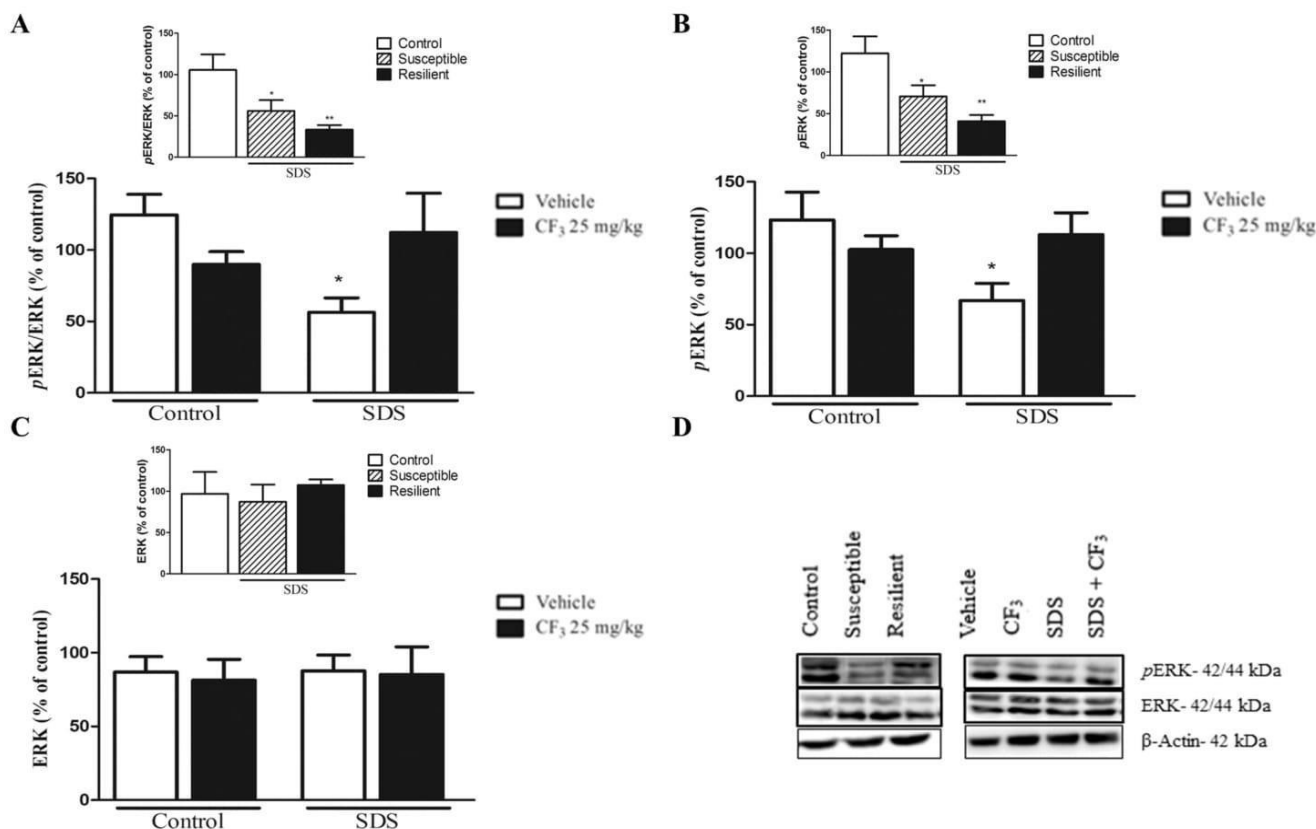 A
pERK/ERK (% of control)
150
100
50
0
*
**
SDS
Control
Susceptible
Resilient
pERK/ERK (% of control)
150
100
50
0
*
Control
SDS
Vehicle
CF3 25 mg/kg
B
pERK (% of control)
150
100
50
0
*
**
SDS
Control
Susceptible
Resilient
pERK (% of control)
150
100
50
0
*
Control
SDS
Vehicle
CF3 25 mg/kg
C
ERK (% of control)
150
100
50
0
SDS
Control
Susceptible
Resilient
ERK (% of control)
150
100
50
0
Control
SDS
Vehicle
CF3 25 mg/kg
D
Control
Susceptible
Resilient
Vehicle
CF3
SDS
SDS + CF3
pERK- 42/44 kDa
ERK- 42/44 kDa
β-Actin- 42 kDa